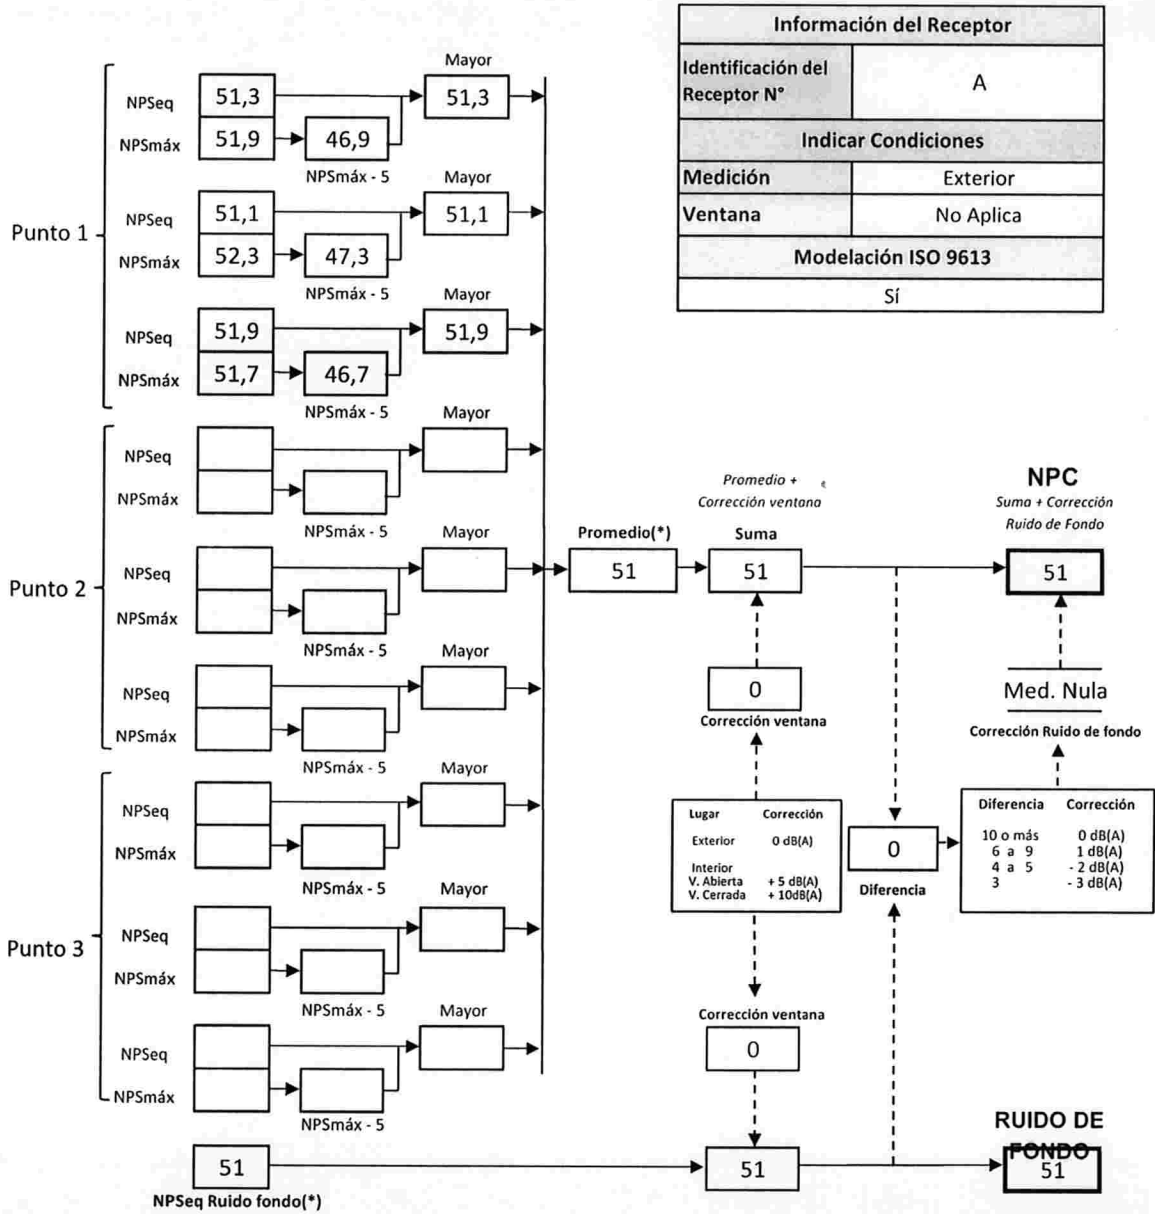 Información del Receptor
Identificación del
Receptor N°
A
Indicar Condiciones
Medición Exterior
Ventana No Aplica
Modelación ISO 9613
Sí
Punto 1
Mayor
NPSeq 51,3 51,3
NPSmáx 51,9 46,9
NPSmáx - 5
Mayor
NPSeq 51,1 51,1
NPSmáx 52,3 47,3
NPSmáx - 5
Mayor
NPSeq 51,9 51,9
NPSmáx 51,7 46,7
NPSmáx - 5
Punto 2
Mayor
NPSeq
NPSmáx
NPSmáx - 5
Mayor
NPSeq
NPSmáx
NPSmáx - 5
Mayor
NPSeq
NPSmáx
NPSmáx - 5
Punto 3
Mayor
NPSeq
NPSmáx
NPSmáx - 5
Mayor
NPSeq
NPSmáx
NPSmáx - 5
Mayor
NPSeq
NPSmáx
NPSmáx - 5
Promedio(*)
51
Promedio +
Corrección ventana
Suma
51
NPC
Suma + Corrección
Ruido de Fondo
51
0
Corrección ventana
Med. Nula
Corrección Ruido de fondo
Lugar Corrección
Exterior 0 dB(A)
Interior
V. Abierta + 5 dB(A)
V. Cerrada + 10dB(A)
0
Diferencia
Diferencia Corrección
10 o más 0 dB(A)
6 a 9 1 dB(A)
4 a 5 - 2 dB(A)
3 - 3 dB(A)
Corrección ventana
0
51
NPSeq Ruido fondo(*)
51
RUIDO DE
FONDO
51